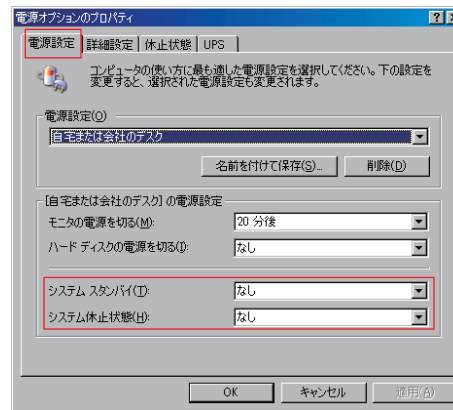 電源オプションのプロパティ
電源設定 詳細設定 休止状態 UPS
コンピュータの使い方に最も適した電源設定を選択してください。下の設定を
変更すると、選択された電源設定も変更されます。
電源設定(O)
自宅または会社のデスク
名前を付けて保存(S)... 削除(D)
[自宅または会社のデスク] の電源設定
モニタの電源を切る(M): 20 分後
ハード ディスクの電源を切る(I): なし
システム スタンバイ(T): なし
システム休止状態(H): なし
OK キャンセル 適用(A)